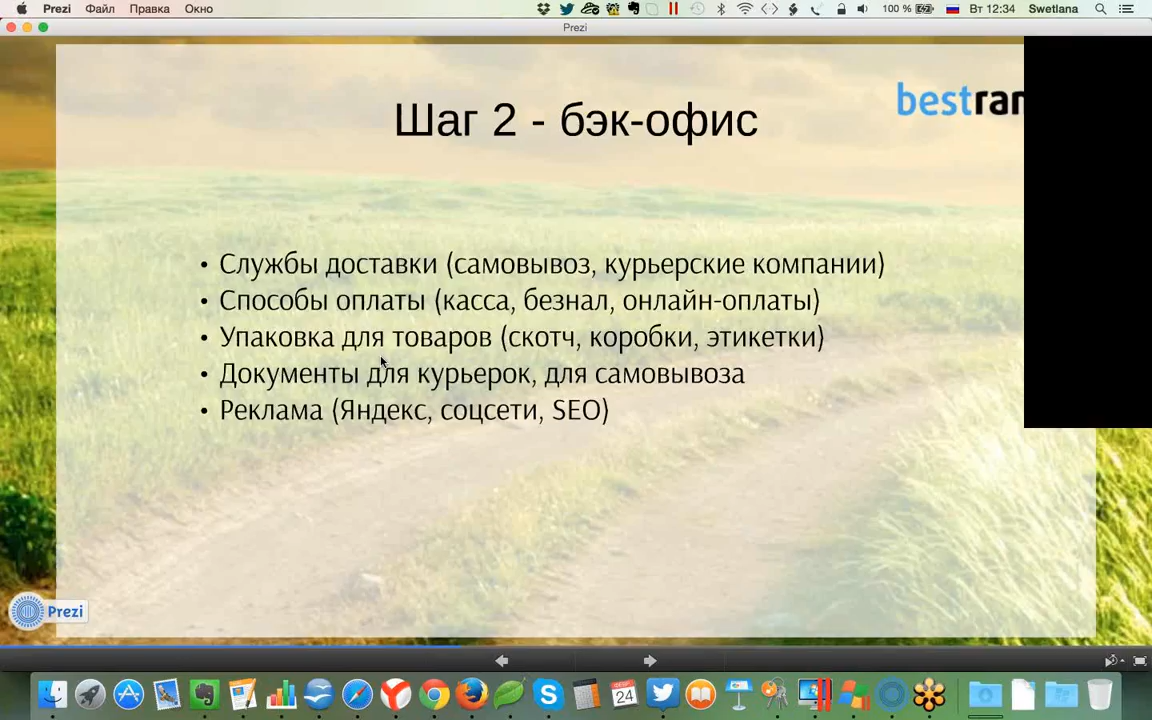 Prezi Файл Правка Окно 100 % Вт 12:34 Swetlana
Prezi
bestran
Шаг 2 - бэк-офис
• Службы доставки (самовывоз, курьерские компании)
• Способы оплаты (касса, безнал, онлайн-оплаты)
• Упаковка для товаров (скотч, коробки, этикетки)
• Документы для курьерок, для самовывоза
• Реклама (Яндекс, соцсети, SEO)
Prezi
24